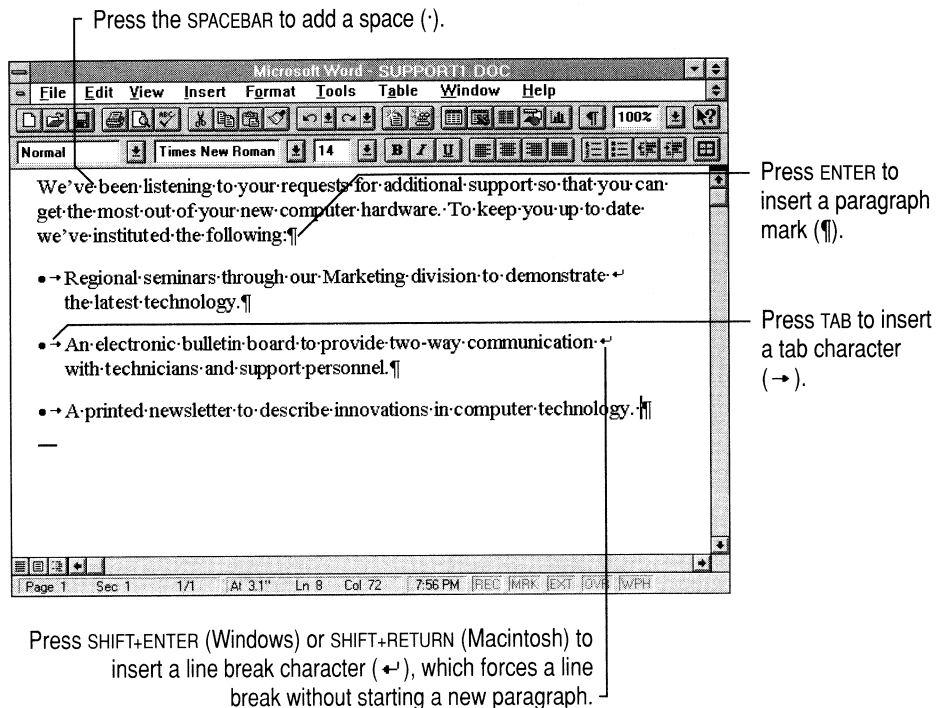 Press the SPACEBAR to add a space (·).
Microsoft Word - SUPPORT1.DOC
File Edit View Insert Format Tools Table Window Help
100%
Normal Times New Roman 14 B I U
We've·been·listening·to·your·requests·for·additional·support·so·that·you·can·
get·the·most·out·of·your·new·computer·hardware.·To·keep·you·up·to·date·
we've·instituted·the·following:¶
•→Regional·seminars·through·our·Marketing·division·to·demonstrate·↵
the·latest·technology.¶
•→An·electronic·bulletin·board·to·provide·two-way·communication·↵
with·technicians·and·support·personnel.¶
•→A·printed·newsletter·to·describe·innovations·in·computer·technology.·¶
Page 1 Sec 1 1/1 At 3.1" Ln 8 Col 72 7:56 PM REC MRK EXT OVR WPH
Press ENTER to
insert a paragraph
mark (¶).
Press TAB to insert
a tab character
(→).
Press SHIFT+ENTER (Windows) or SHIFT+RETURN (Macintosh) to
insert a line break character (↵), which forces a line
break without starting a new paragraph.